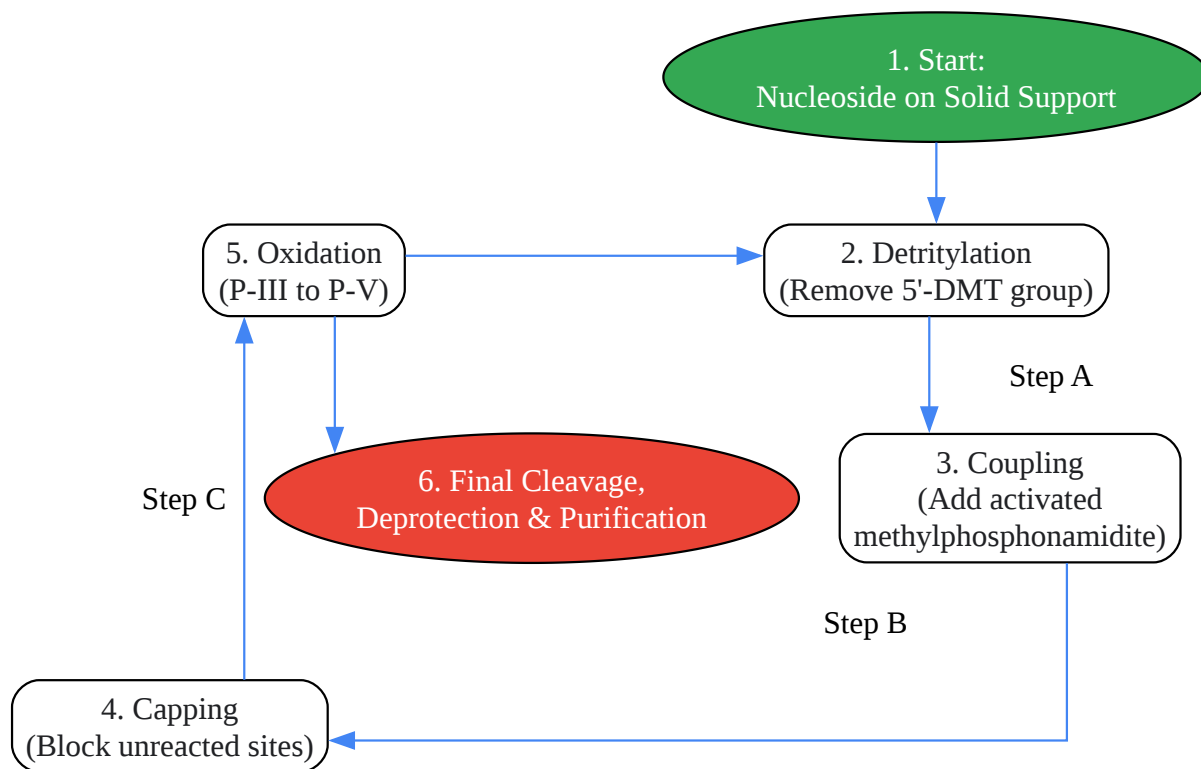 1. Start:
Nucleoside on Solid Support
5. Oxidation
(P-III to P-V)
2. Detritylation
(Remove 5'-DMT group)
Step A
3. Coupling
(Add activated
methylphosphonamidite)
Step C
6. Final Cleavage,
Deprotection & Purification
Step B
4. Capping
(Block unreacted sites)